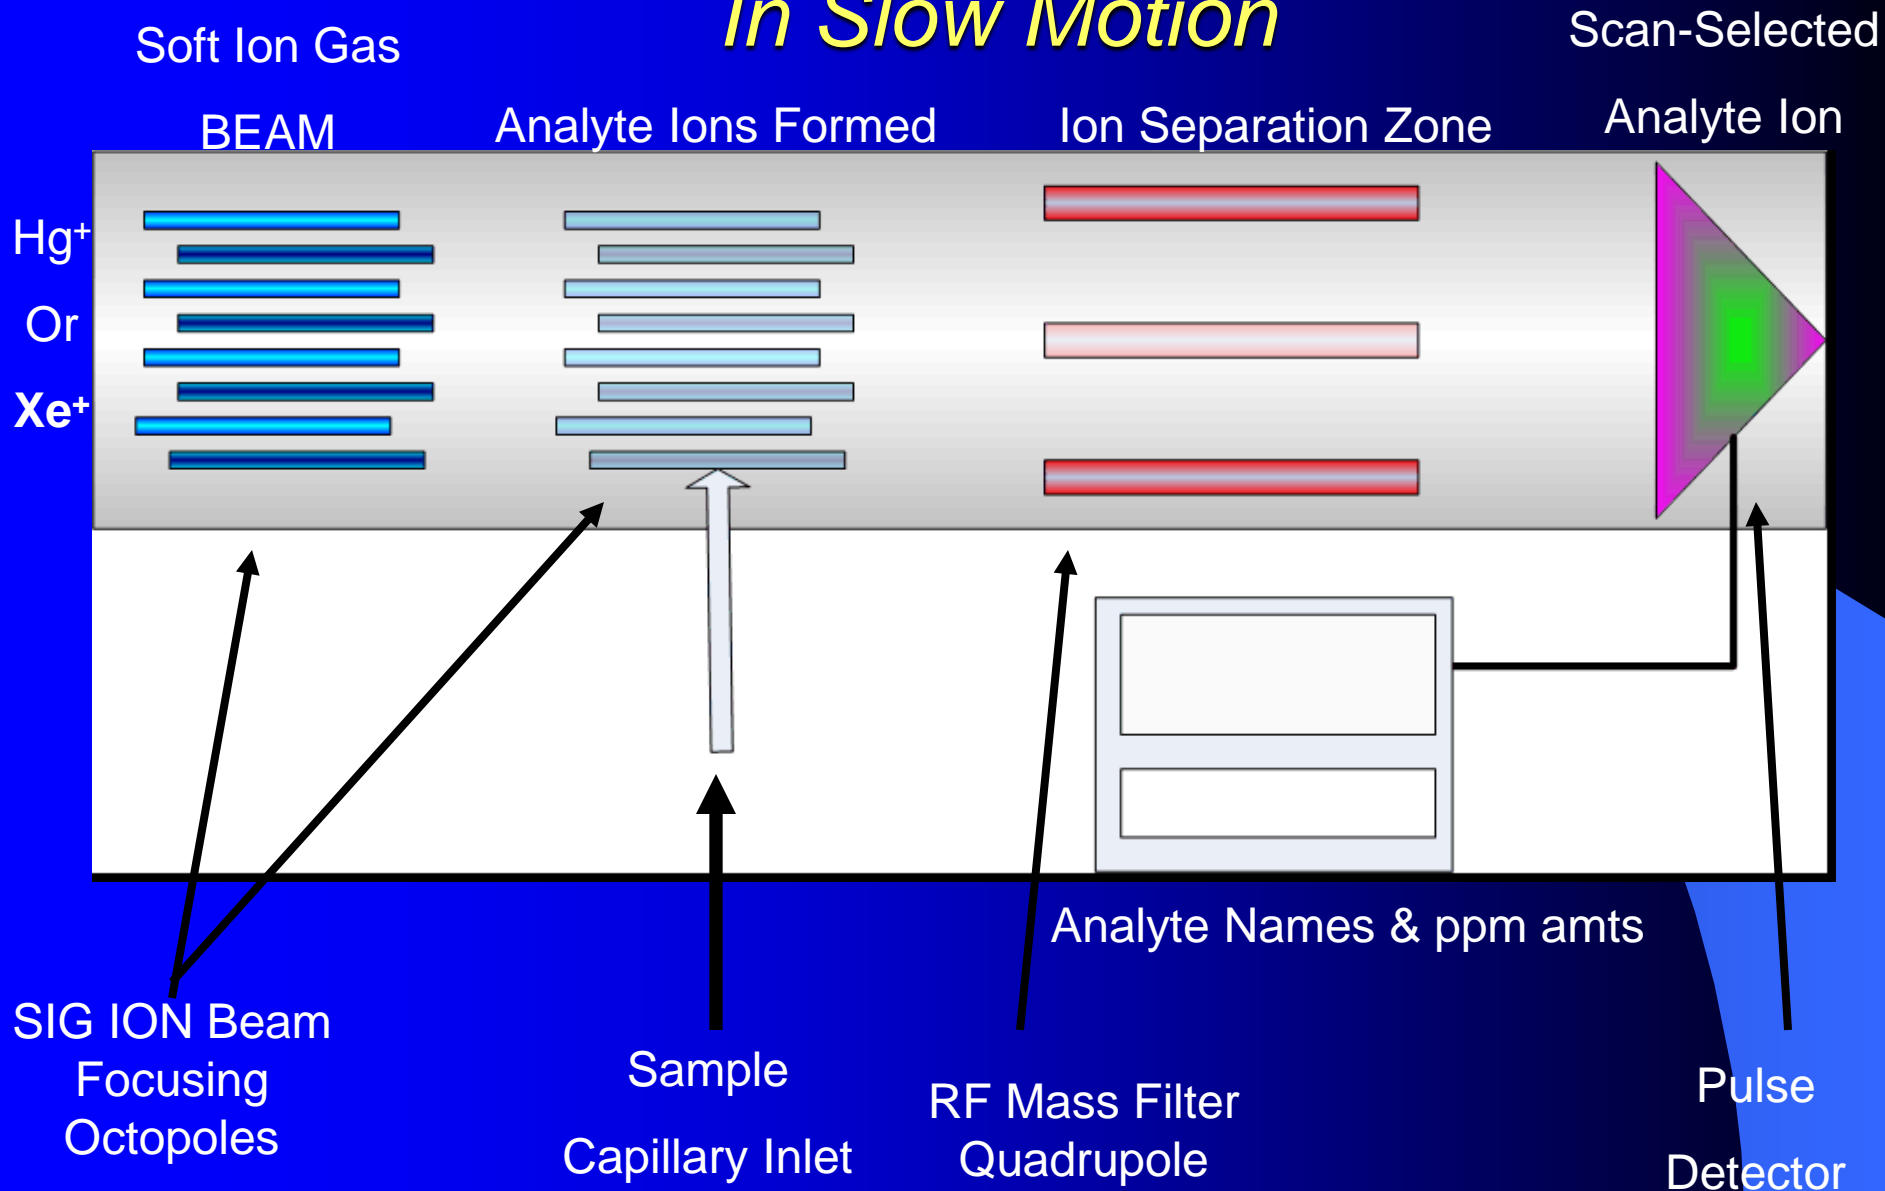 In Slow Motion
Soft Ion Gas
BEAM
Analyte Ions Formed
Ion Separation Zone
Scan-Selected
Analyte Ion
Hg⁺
Or
Xe⁺
Analyte Names & ppm amts
SIG ION Beam
Focusing
Octopoles
Sample
Capillary Inlet
RF Mass Filter
Quadrupole
Pulse
Detector